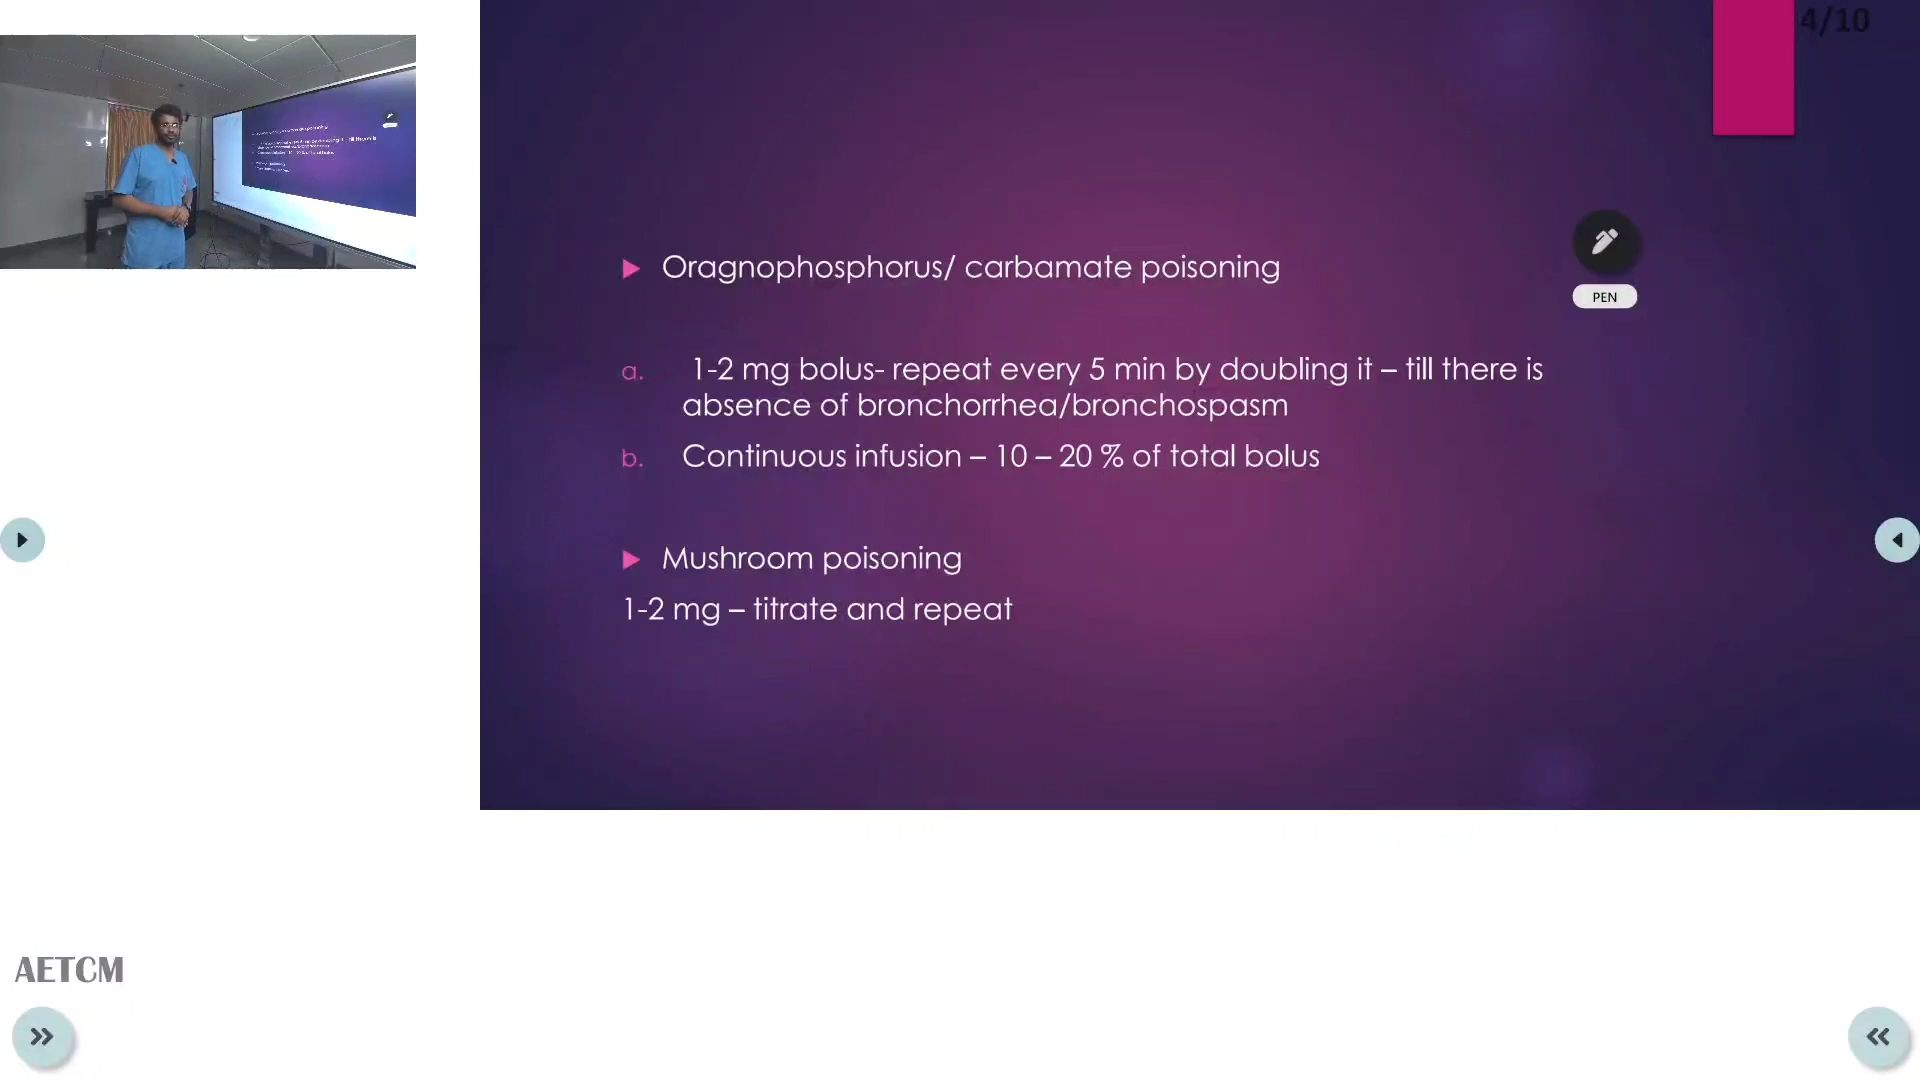 4/10
Oragnophosphorus/ carbamate poisoning
PEN
a. 1-2 mg bolus- repeat every 5 min by doubling it – till there is
absence of bronchorrhea/bronchospasm
b. Continuous infusion – 10 – 20 % of total bolus
Mushroom poisoning
1-2 mg – titrate and repeat
AETCM